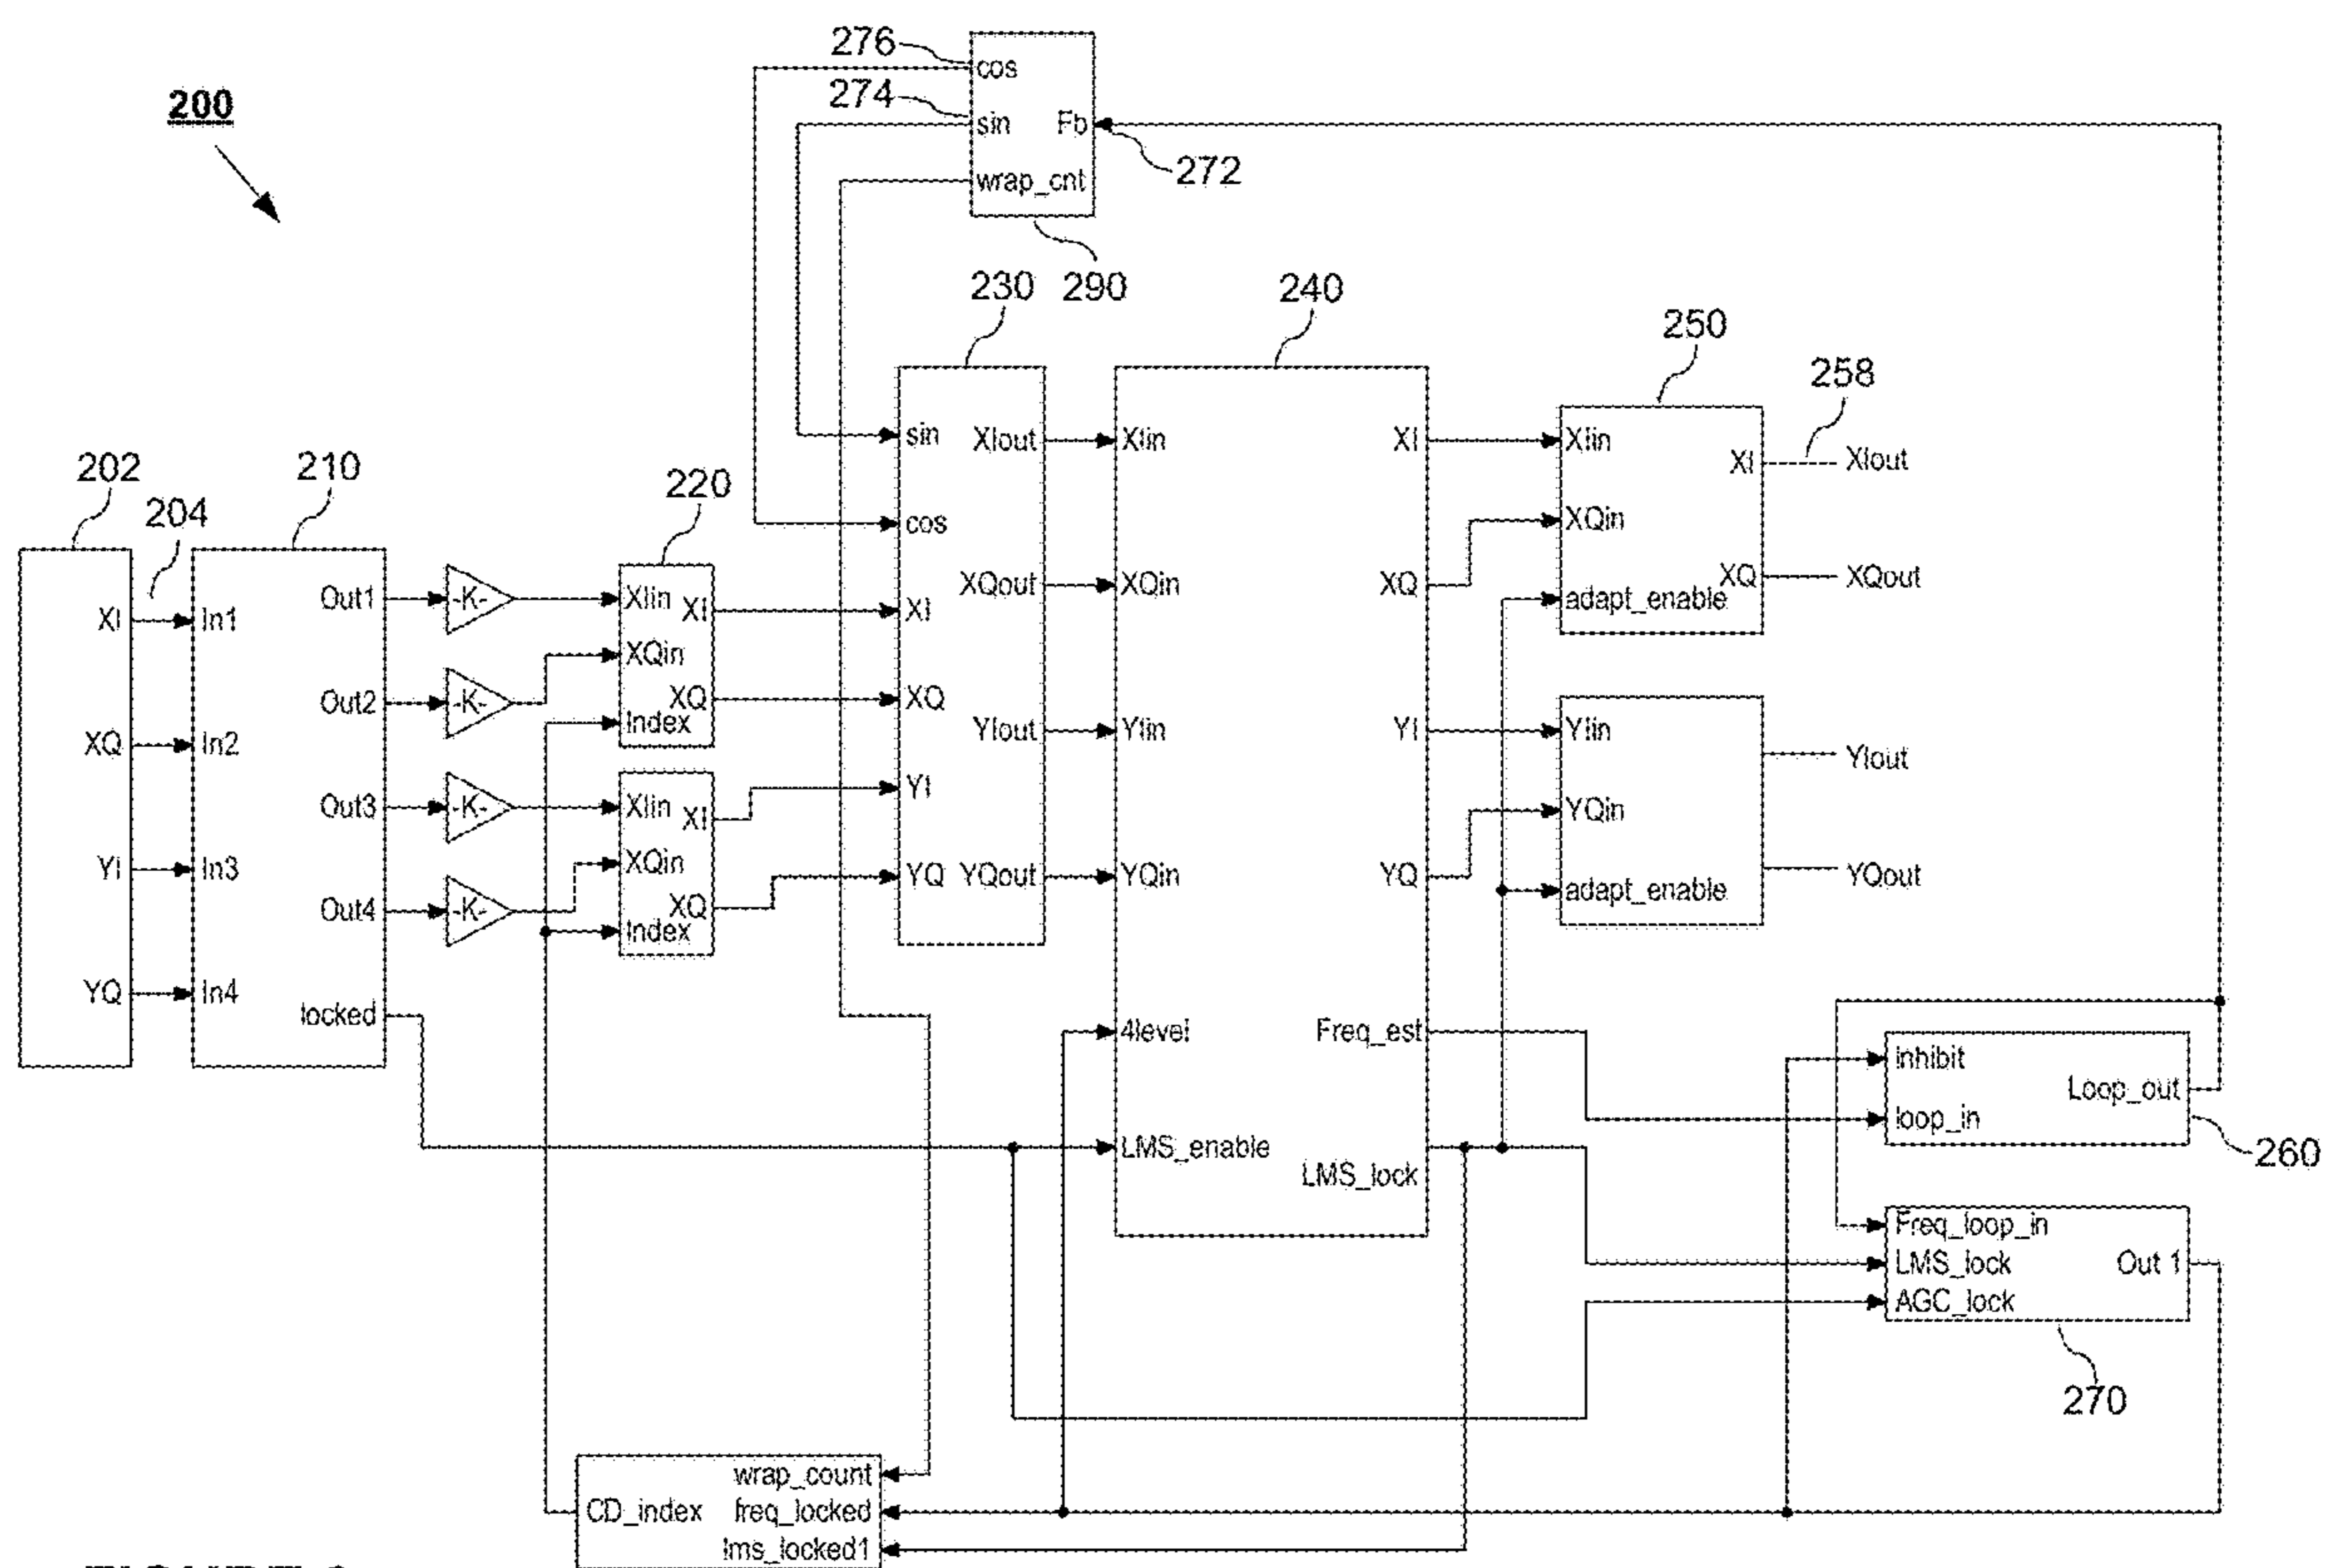 200
276
274
cos
sin
wrap_cnt
Fb
272
290
230
240
250
258
202
204
210
220
XI
XQ
YI
YQ
In1
In2
In3
In4
Out1
Out2
Out3
Out4
locked
-K-
-K-
-K-
-K-
XIin
XQin
Index
XI
XQ
XIin
XQin
Index
XI
XQ
sin
cos
XI
XQ
YI
YQ
XIout
XQout
YIout
YQout
XIin
XQin
YIin
YQin
4level
LMS_enable
XI
XQ
YI
YQ
Freq_est
LMS_lock
XIin
XQin
adapt_enable
XI
XQ
XIout
XQout
YIin
YQin
adapt_enable
YIout
YQout
inhibit
loop_in
Loop_out
260
Freq_loop_in
LMS_lock
AGC_lock
Out 1
270
CD_index
wrap_count
freq_locked
lms_locked1